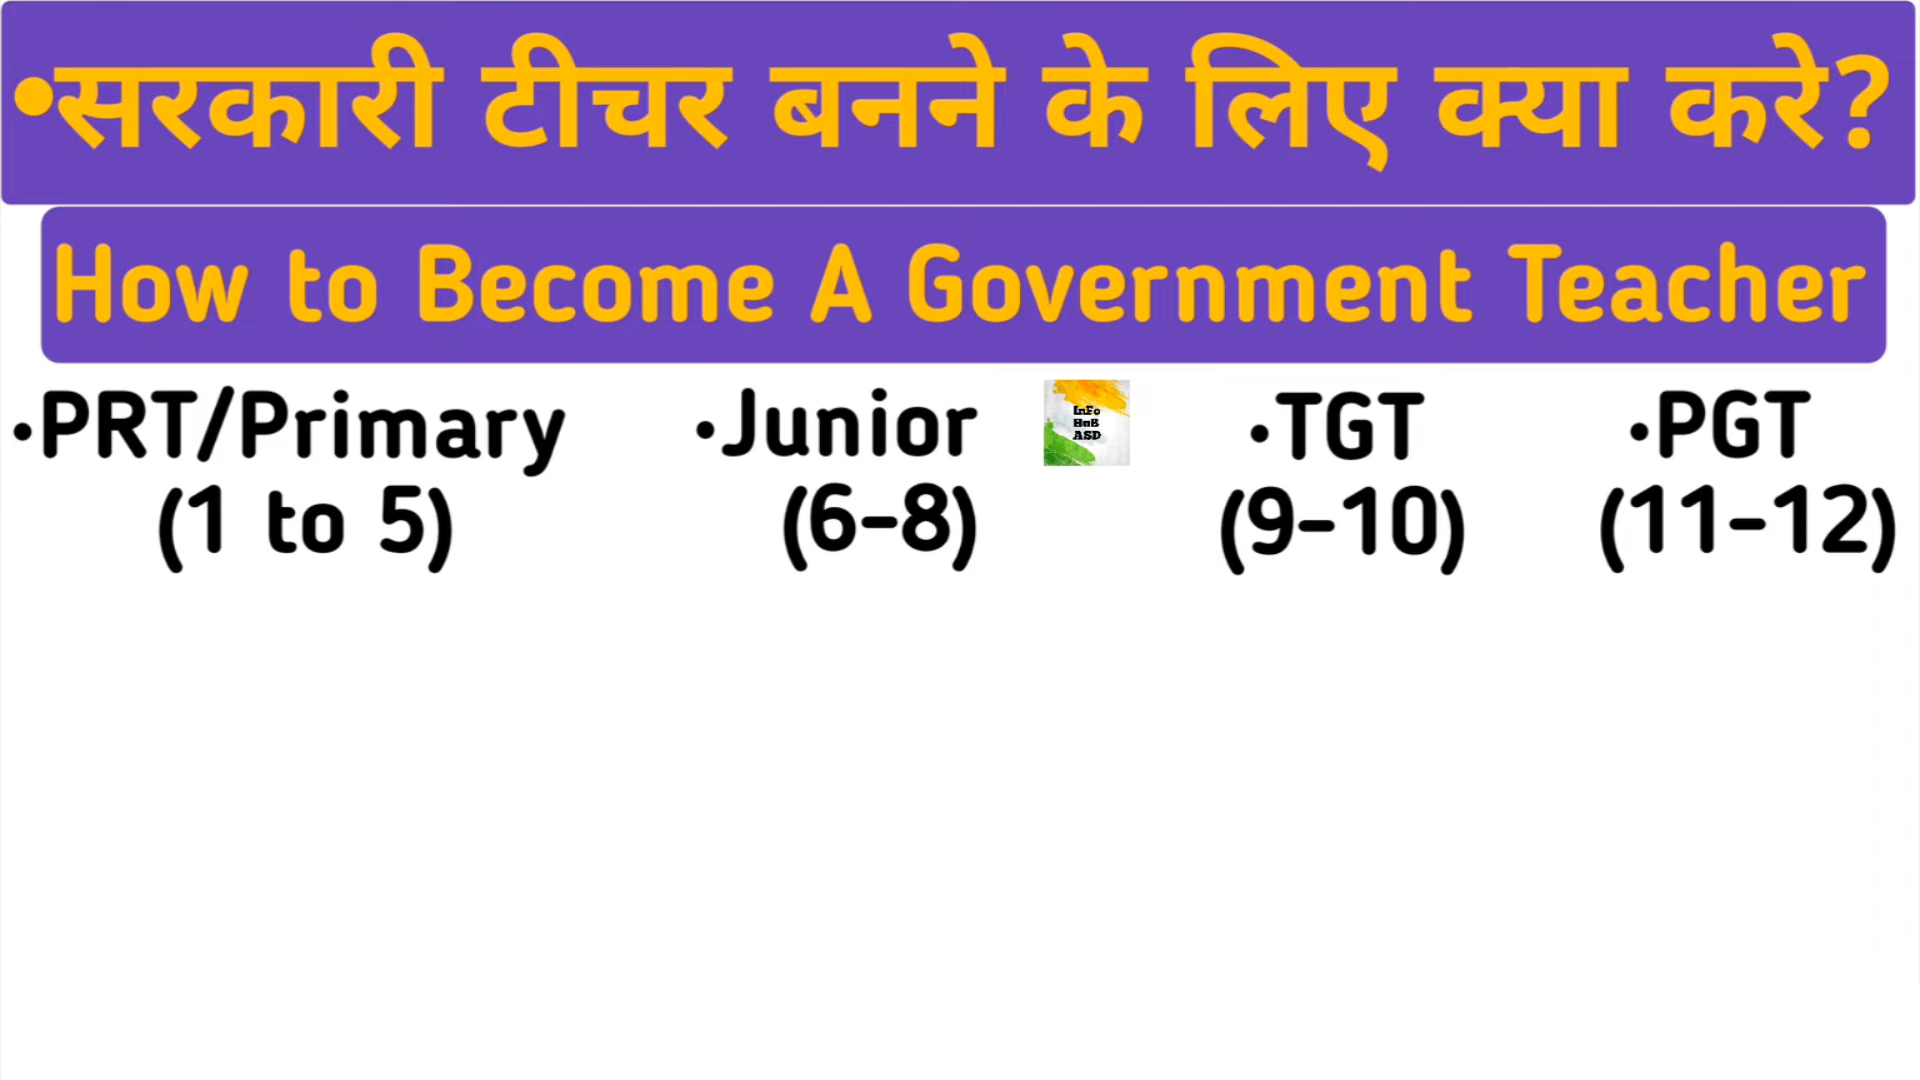 •सरकारी टीचर बनने के लिए क्या करे?
How to Become A Government Teacher
•PRT/Primary •Junior •TGT •PGT
(1 to 5) (6-8) (9-10) (11-12)
InFo
HuB
ASD